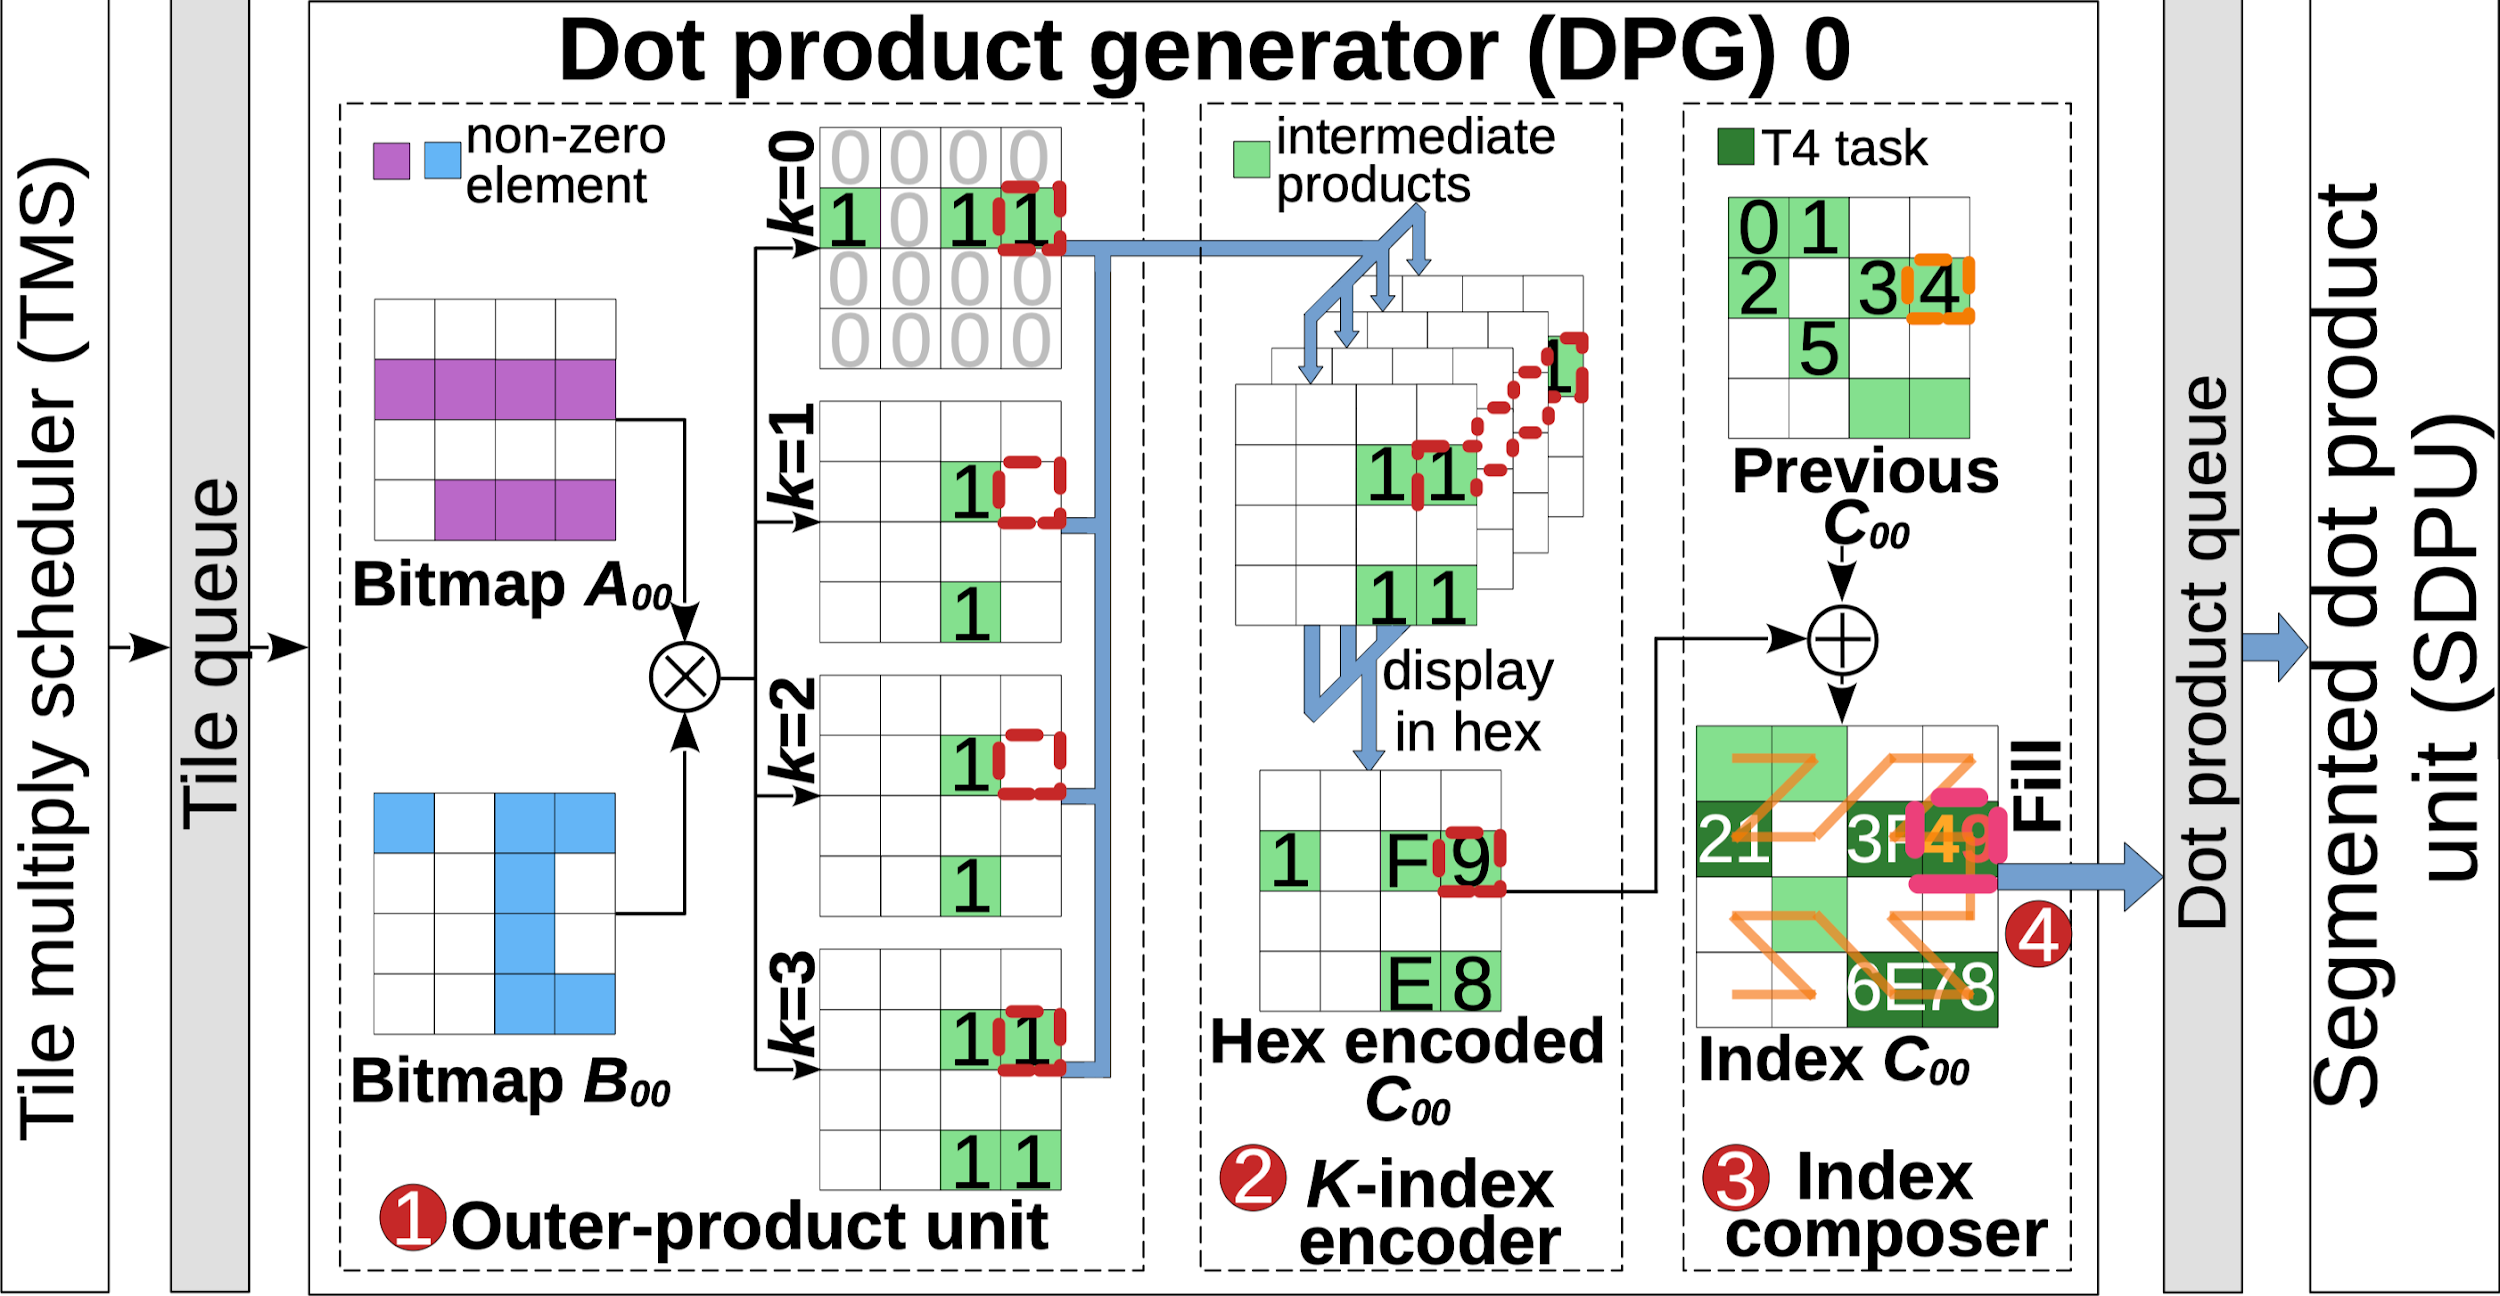 Dot product generator (DPG) 0
Tile multiply scheduler (TMS)
Tile queue
non-zero
element
Bitmap A00
Bitmap B00
k=0
0 0 0 0
1 0 1 1
0 0 0 0
0 0 0 0
k=1
1
1
k=2
1
1
k=3
1 1
1 1
1 Outer-product unit
intermediate
products
1
1 1
1 1
display
in hex
1 F 9
E 8
Hex encoded
C00
2 K-index
encoder
T4 task
0 1
2 3 4
5
Previous
C00
Fill
21 3F 49
6E 78
4
Index C00
3 Index
composer
Dot product queue
Segmented dot product
unit (SDPU)